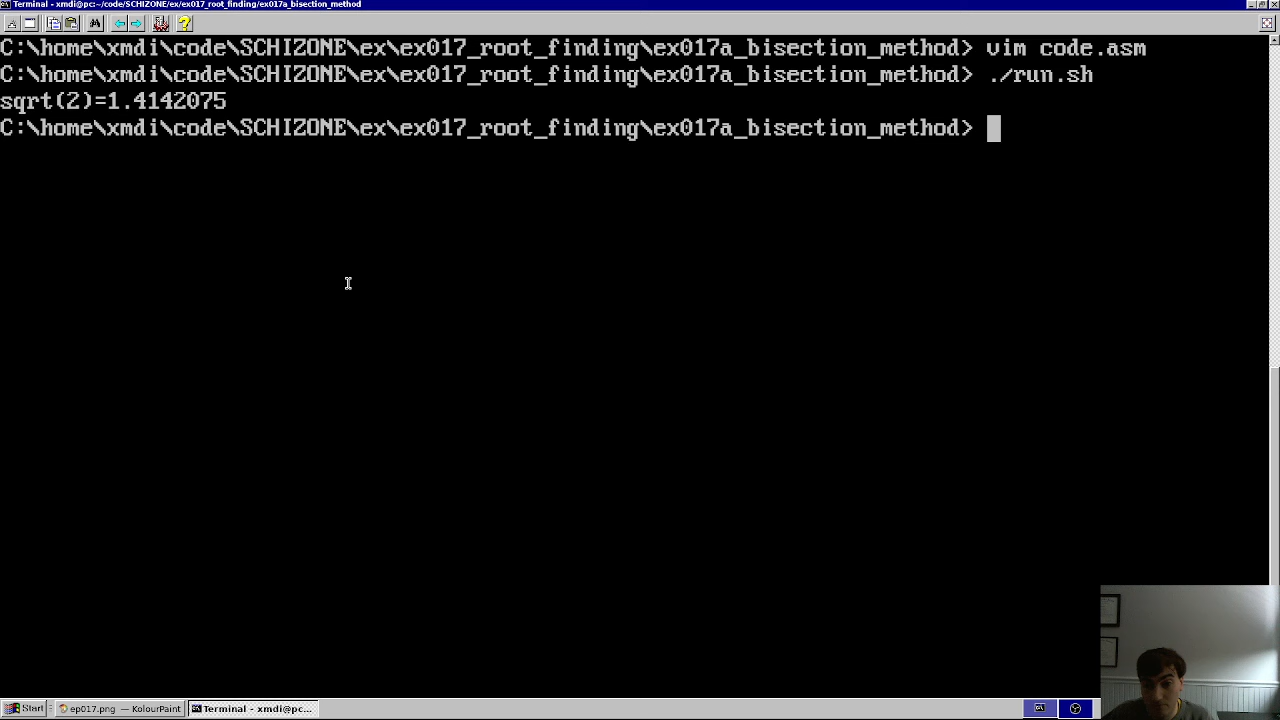 Terminal - xmdi@pc:~/code/SCHIZONE/ex/ex017_root_finding/ex017a_bisection_method
C:\home\xmdi\code\SCHIZONE\ex\ex017_root_finding\ex017a_bisection_method> vim code.asm
C:\home\xmdi\code\SCHIZONE\ex\ex017_root_finding\ex017a_bisection_method> ./run.sh
sqrt(2)=1.4142075
C:\home\xmdi\code\SCHIZONE\ex\ex017_root_finding\ex017a_bisection_method>
Start ep017.png — KolourPaint Terminal - xmdi@pc...